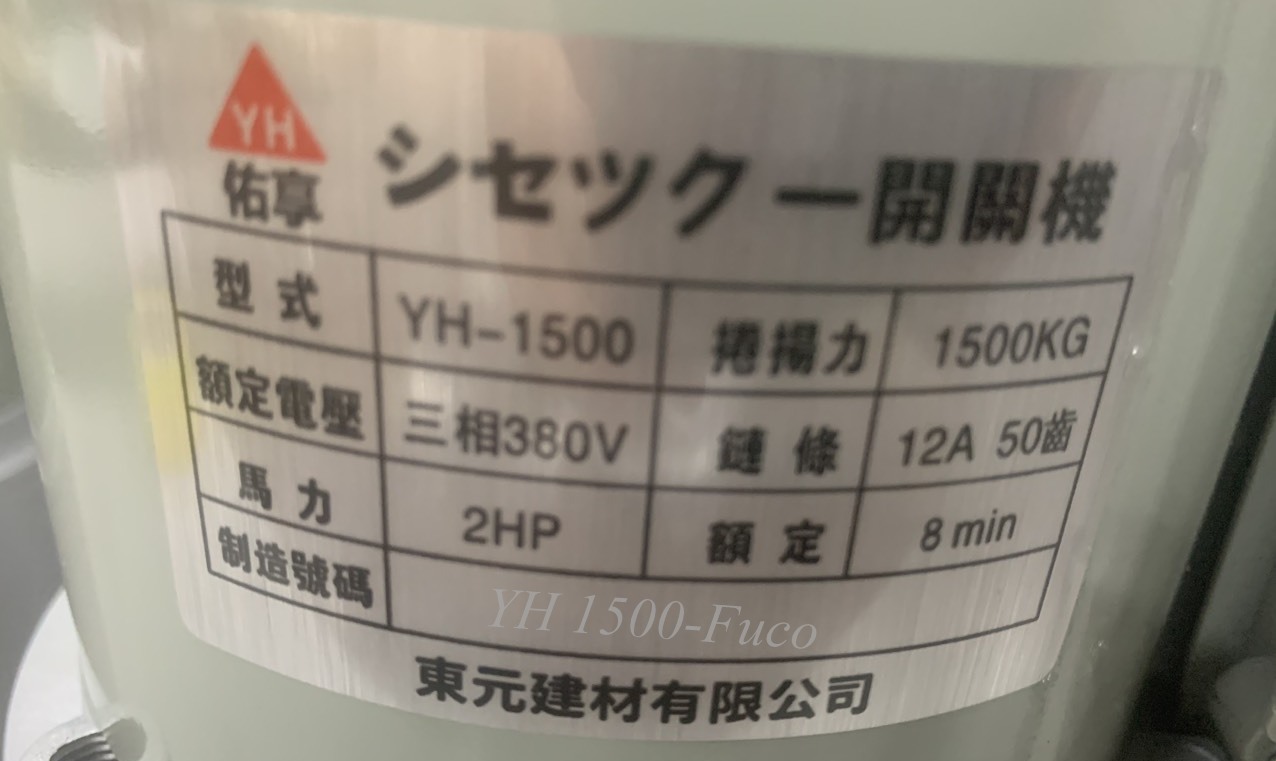 YH
佑享
シセツクー開關機
型式 YH-1500 捲揚力 1500KG
額定電壓 三相380V 鏈條 12A 50齒
馬力 2HP 額定 8 min
制造號碼 YH 1500-Fuco
東元建材有限公司